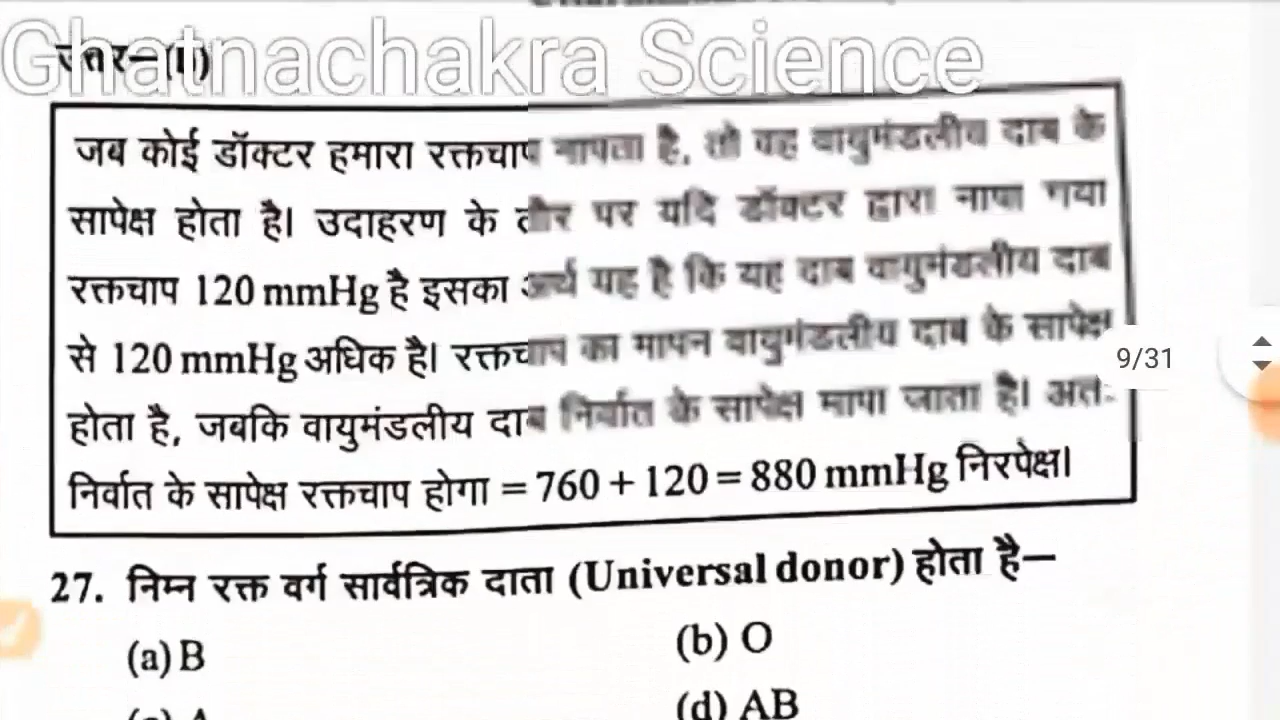 Ghatnachakra Science
उत्तर–(b)
जब कोई डॉक्टर हमारा रक्तचाप नापता है, तो वह वायुमंडलीय दाब के
सापेक्ष होता है। उदाहरण के तौर पर यदि डॉक्टर द्वारा नापा गया
रक्तचाप 120 mmHg है इसका अर्थ यह है कि यह दाब वायुमंडलीय दाब
से 120 mmHg अधिक है। रक्तचाप का मापन वायुमंडलीय दाब के सापेक्ष
होता है, जबकि वायुमंडलीय दाब निर्वात के सापेक्ष मापा जाता है। अतः
निर्वात के सापेक्ष रक्तचाप होगा = 760 + 120 = 880 mmHg निरपेक्ष।
9/31
27. निम्न रक्त वर्ग सार्वत्रिक दाता (Universal donor) होता है—
(a) B (b) O
(c) A (d) AB